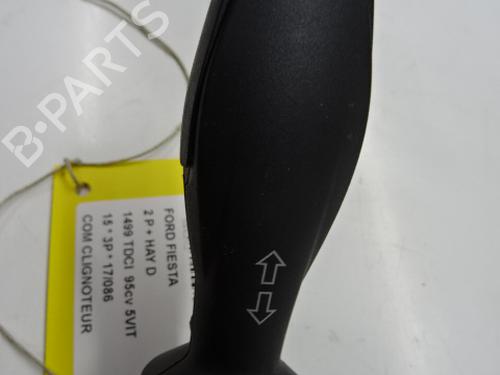 B-PARTS
FORD FIESTA
2 P + HAY D
1499 TDCI 95cv 5VIT
15 * 3P * 17/086
COM CLIGNOTEUR